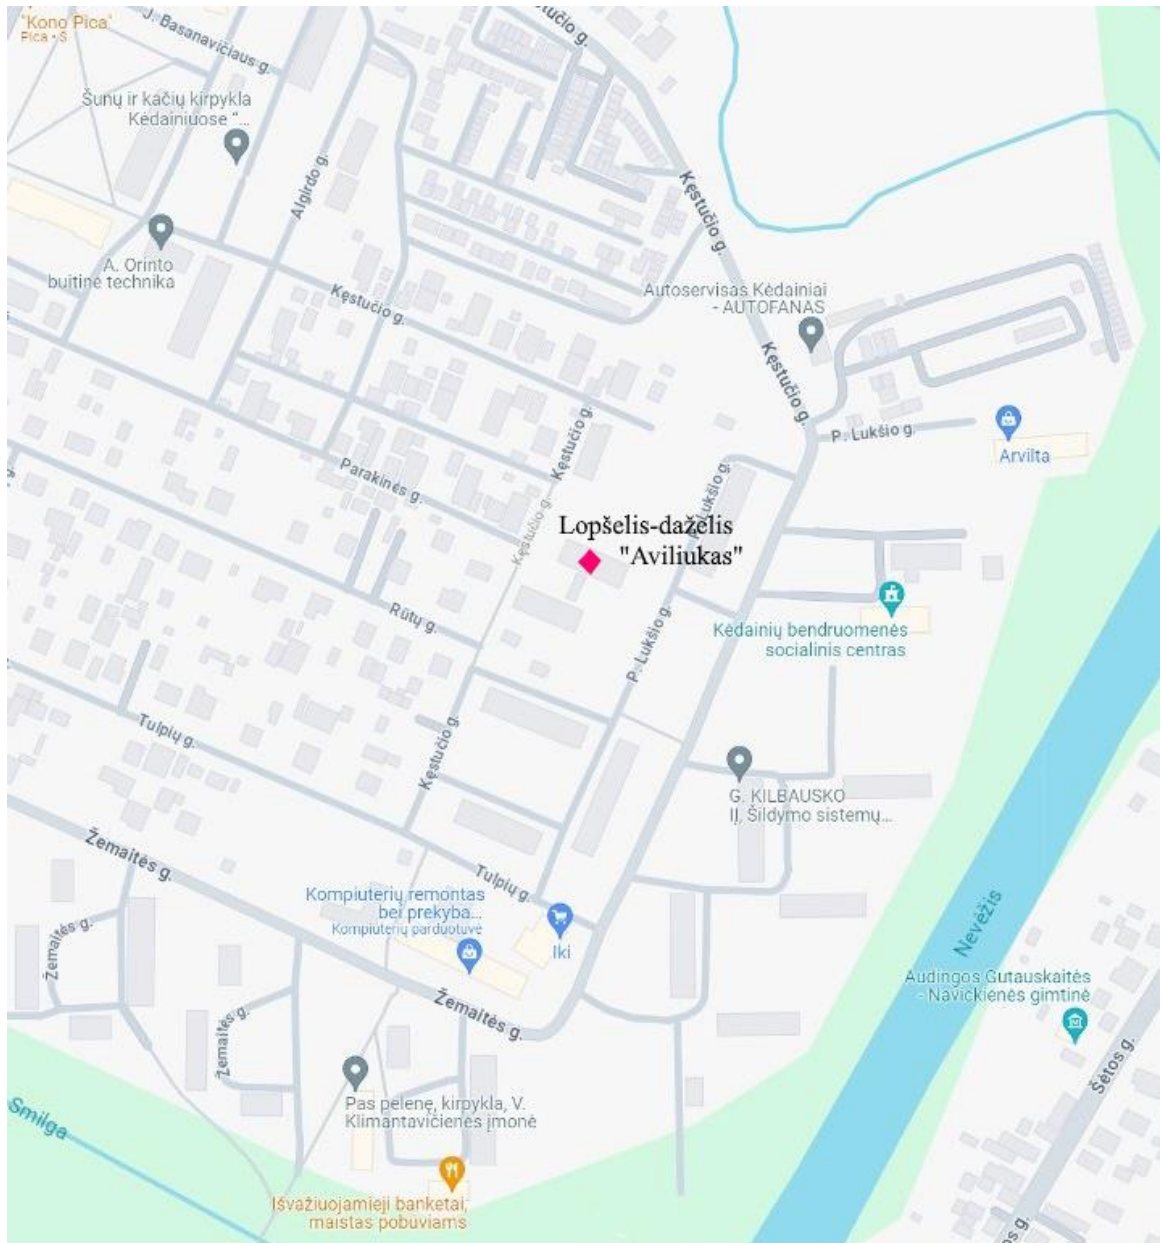 "Kono Pica"
Pica • S
J. Basanavičiaus g.
Šunų ir kačių kirpykla
Kėdainiuose "...
Algirdo g.
Kęstučio g.
A. Orinto
buitinė technika
Kęstučio g.
Autoservisas Kėdainiai
- AUTOFANAS
Kęstučio g.
P. Lukšio g.
Arvilta
Kęstučio g.
Parakinės g.
P. Lukšio g.
Kęstučio g.
Lopšelis-daželis
"Aviliukas"
Rūtų g.
Kėdainių bendruomenės
socialinis centras
P. Lukšio g.
Tulpių g.
Kęstučio g.
G. KILBAUSKO
IĮ, Šildymo sistemų...
Žemaitės g.
Tulpių g.
Kompiuterių remontas
bei prekyba...
Kompiuterių parduotuvė
Iki
Nevėžis
Žemaitės g.
Audingos Gutauskaitės
- Navickienės gimtinė
Žemaitės g.
Žemaitės g.
Šėtos g.
Pas pelenę, kirpykla, V.
Klimantavičienės įmonė
Smilga
Išvažiuojamieji banketai,
maistas pobuviams